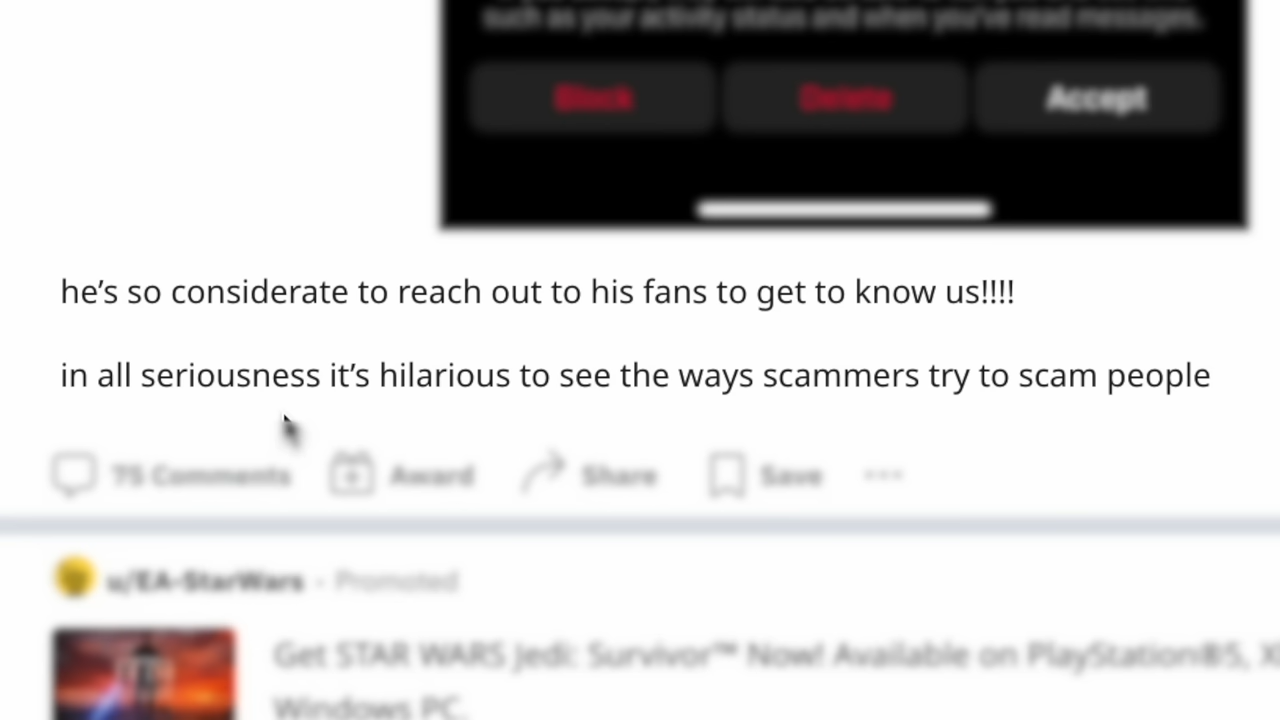 such as your activity status and when you've read messages.
Block Delete Accept
he’s so considerate to reach out to his fans to get to know us!!!!
in all seriousness it’s hilarious to see the ways scammers try to scam people
75 Comments Award Share Save
u/EA-StarWars · Promoted
Get STAR WARS Jedi: Survivor™ Now! Available on PlayStation®5, X
Windows PC.